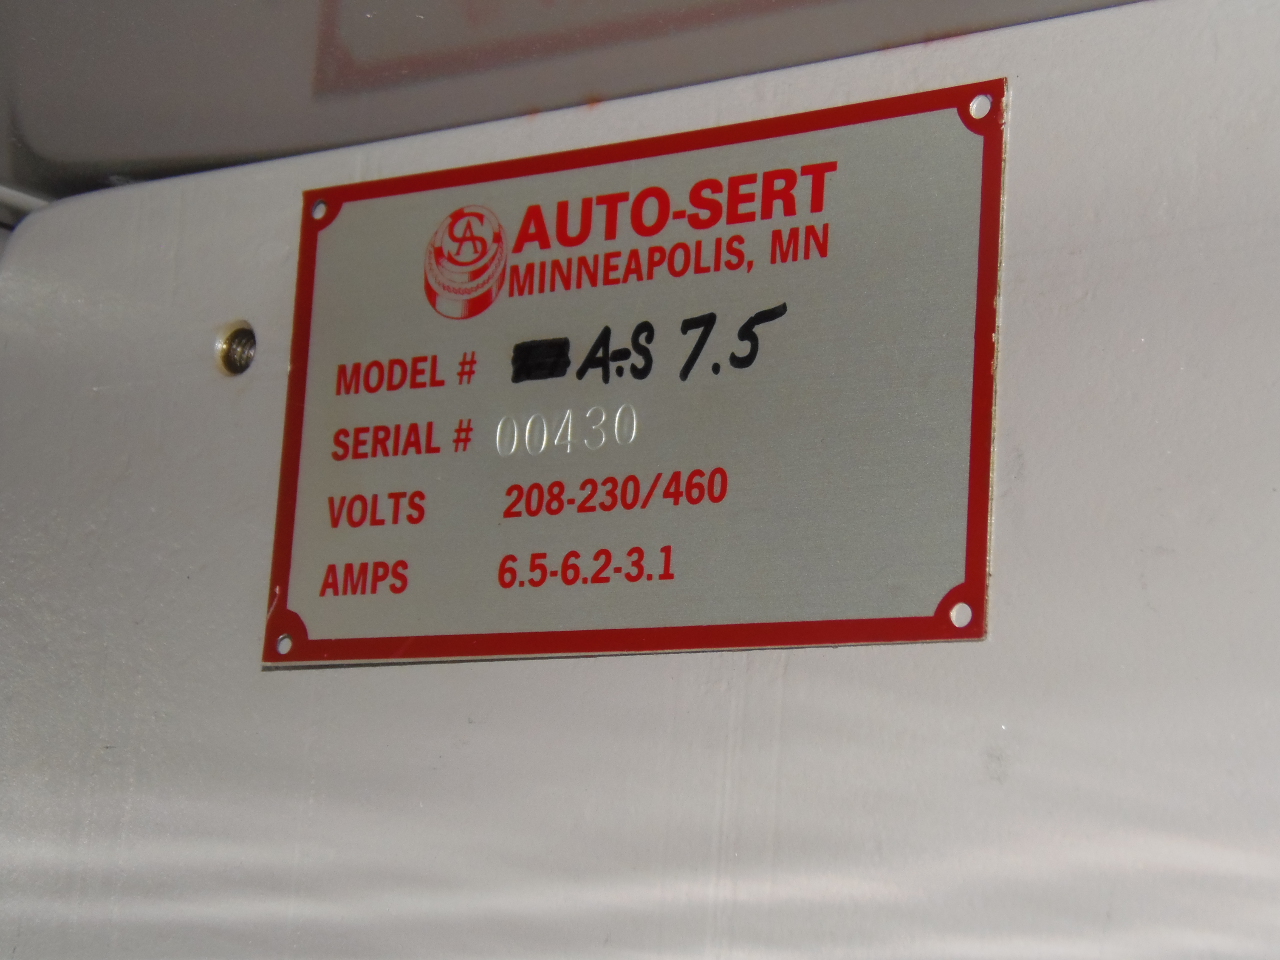 SA AUTO-SERT
MINNEAPOLIS, MN
MODEL # A-S 7.5
SERIAL # 00430
VOLTS 208-230/460
AMPS 6.5-6.2-3.1